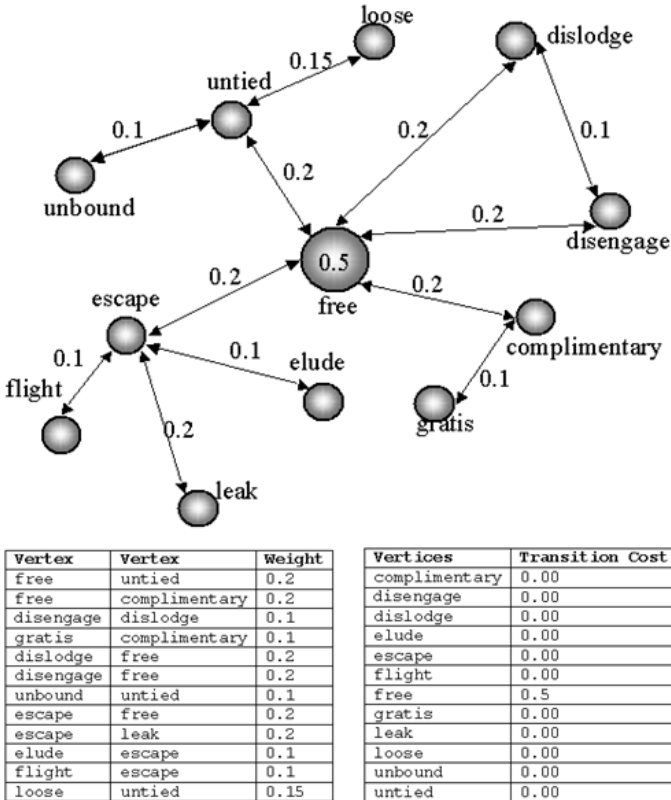 loose
dislodge
0.15
untied
0.1
0.2
0.1
0.2
unbound
0.2
disengage
0.5
0.2
escape
free
0.2
complimentary
0.1
0.1
elude
0.1
flight
gratis
0.2
leak
Vertex Vertex Weight
free untied 0.2
free complimentary 0.2
disengage dislodge 0.1
gratis complimentary 0.1
dislodge free 0.2
disengage free 0.2
unbound untied 0.1
escape free 0.2
escape leak 0.2
elude escape 0.1
flight escape 0.1
loose untied 0.15
Vertices Transition Cost
complimentary 0.00
disengage 0.00
dislodge 0.00
elude 0.00
escape 0.00
flight 0.00
free 0.5
gratis 0.00
leak 0.00
loose 0.00
unbound 0.00
untied 0.00